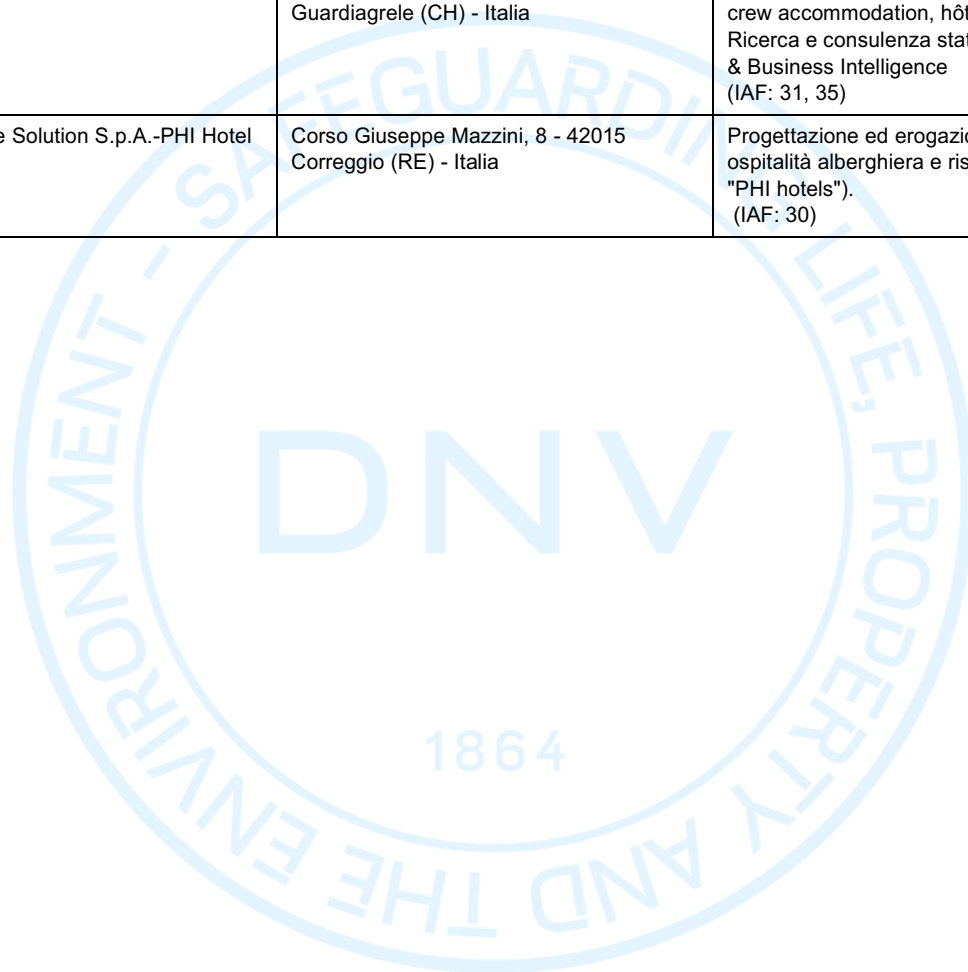 Guardiagrele (CH) - Italia
crew accommodation, hôt
Ricerca e consulenza stat
& Business Intelligence
(IAF: 31, 35)
e Solution S.p.A.-PHI Hotel
Corso Giuseppe Mazzini, 8 - 42015
Correggio (RE) - Italia
Progettazione ed erogazio
ospitalità alberghiera e ris
"PHI hotels").
(IAF: 30)
SAFEGUARDING LIFE, PROPERTY AND THE ENVIRONMENT -
DNV
1864